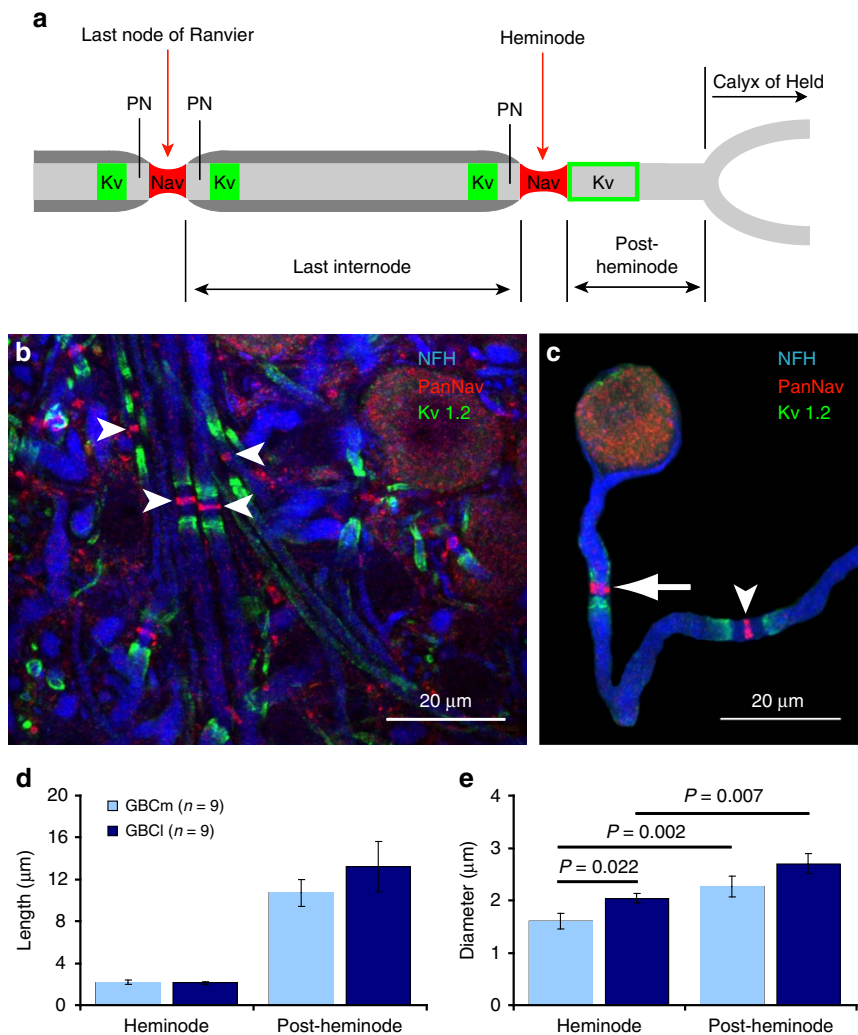 a
Last node of Ranvier
Heminode
PN
PN
PN
Calyx of Held
Kv
Nav
Kv
Kv
Nav
Kv
Last internode
Post-
heminode
b
NFH
PanNav
Kv 1.2
20 μm
c
NFH
PanNav
Kv 1.2
20 μm
d
20
16
12
8
4
0
Length (μm)
GBCm (n = 9)
GBCl (n = 9)
Heminode
Post-heminode
e
4
3
2
1
0
Diameter (μm)
P = 0.007
P = 0.002
P = 0.022
Heminode
Post-heminode